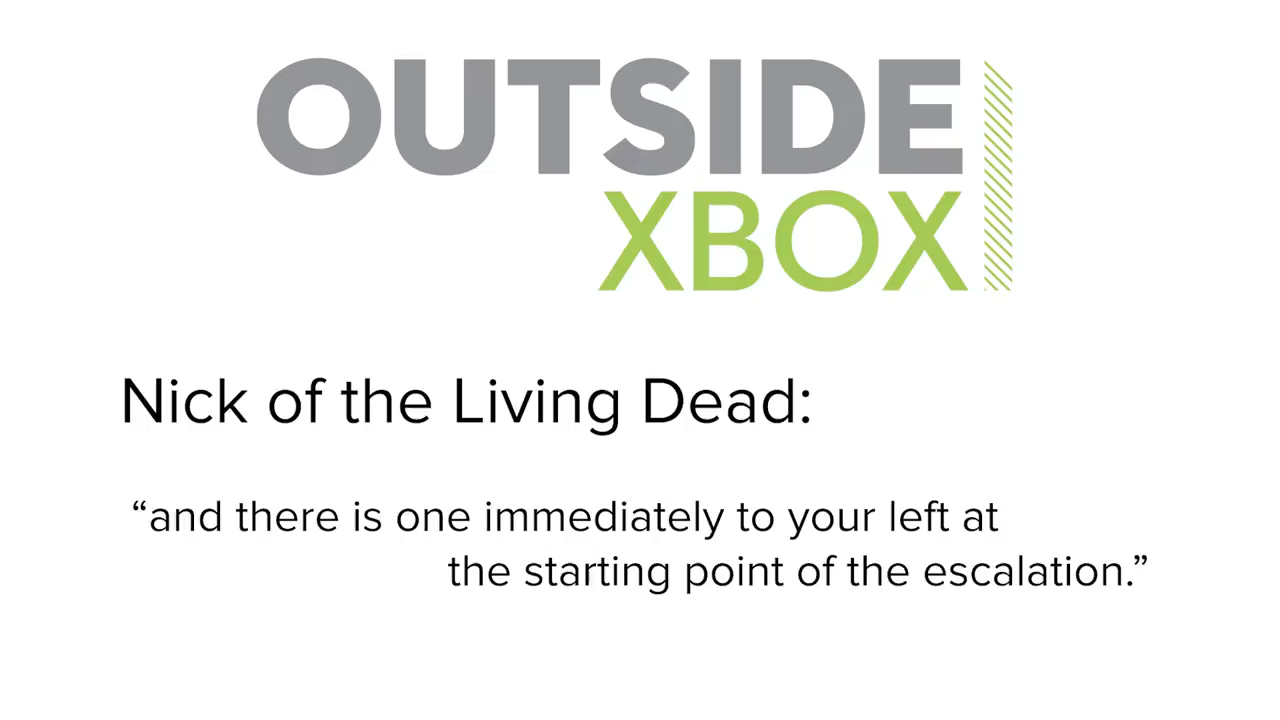 OUTSIDE
XBOX
Nick of the Living Dead:
“and there is one immediately to your left at
the starting point of the escalation.”